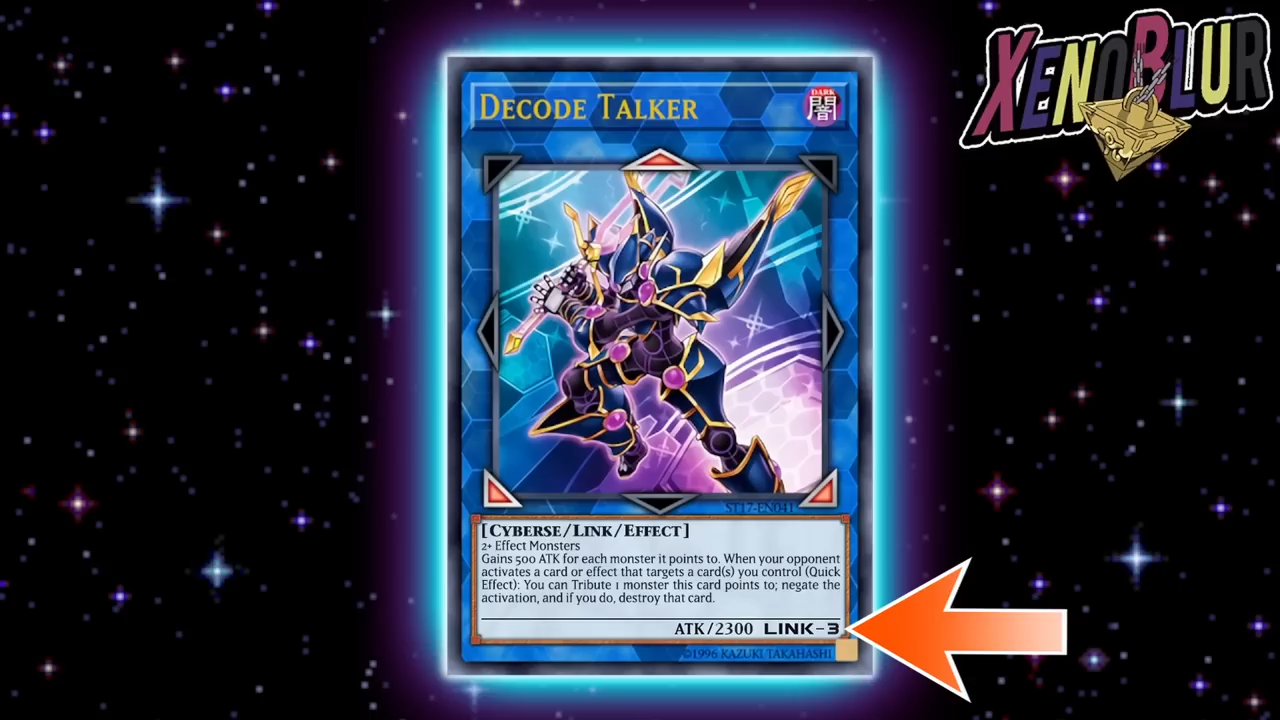 XENOBLUR
DECODE TALKER
DARK
闇
ST17-EN041
[CYBERSE/LINK/EFFECT]
2+ Effect Monsters
Gains 500 ATK for each monster it points to. When your opponent
activates a card or effect that targets a card(s) you control (Quick
Effect): You can Tribute 1 monster this card points to; negate the
activation, and if you do, destroy that card.
ATK/2300 LINK-3
©1996 KAZUKI TAKAHASHI